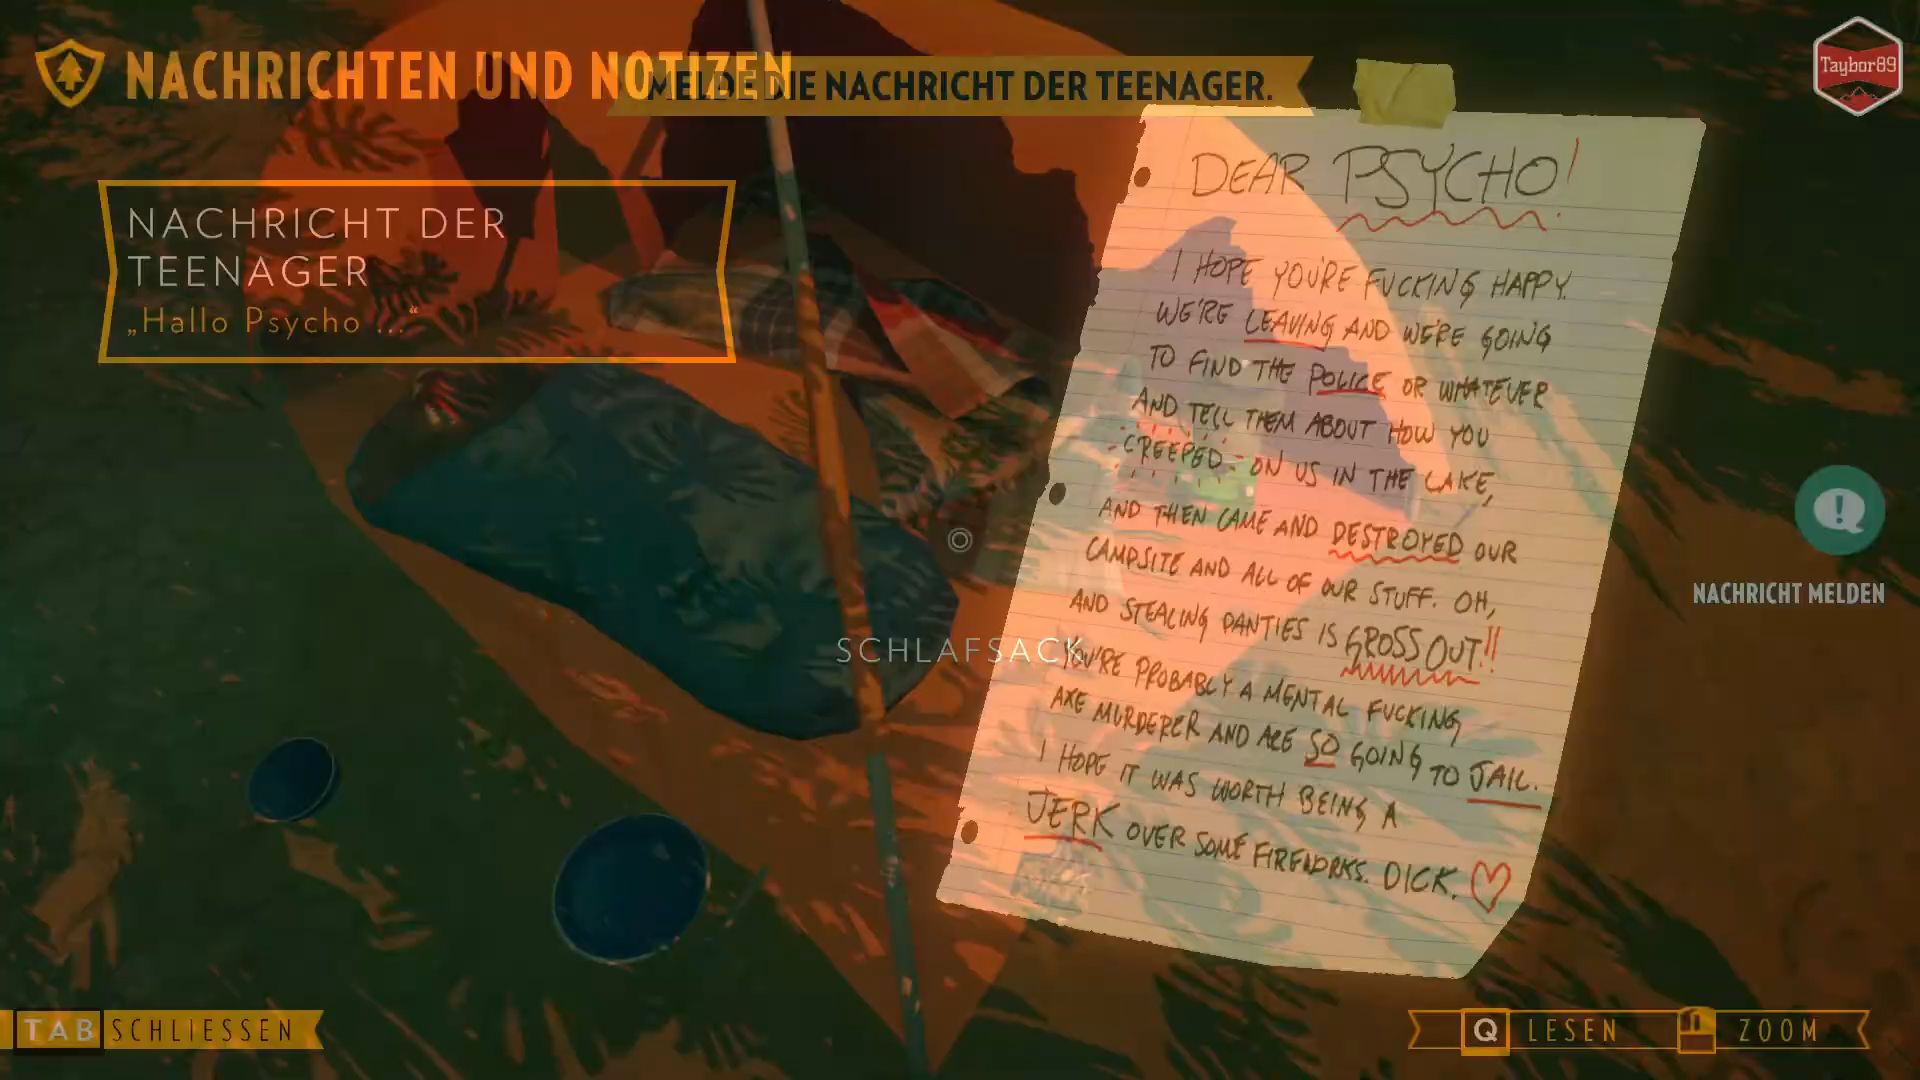 NACHRICHTEN UND NOTIZEN
MELDE DIE NACHRICHT DER TEENAGER.
Taybor89
NACHRICHT DER
TEENAGER
„Hallo Psycho ...“
DEAR PSYCHO!
I HOPE YOU'RE FUCKING HAPPY.
WE'RE LEAVING AND WE'RE GOING
TO FIND THE POLICE OR WHATEVER
AND TELL THEM ABOUT HOW YOU
CREEPED ON US IN THE LAKE,
AND THEN CAME AND DESTROYED OUR
CAMPSITE AND ALL OF OUR STUFF. OH,
AND STEALING PANTIES IS GROSS OUT!!
YOU'RE PROBABLY A MENTAL FUCKING
AXE MURDERER AND ARE SO GOING TO JAIL.
I HOPE IT WAS WORTH BEING A
JERK OVER SOME FIREWORKS. DICK.
NACHRICHT MELDEN
SCHLAFSACK
TAB SCHLIESSEN
Q LESEN ZOOM